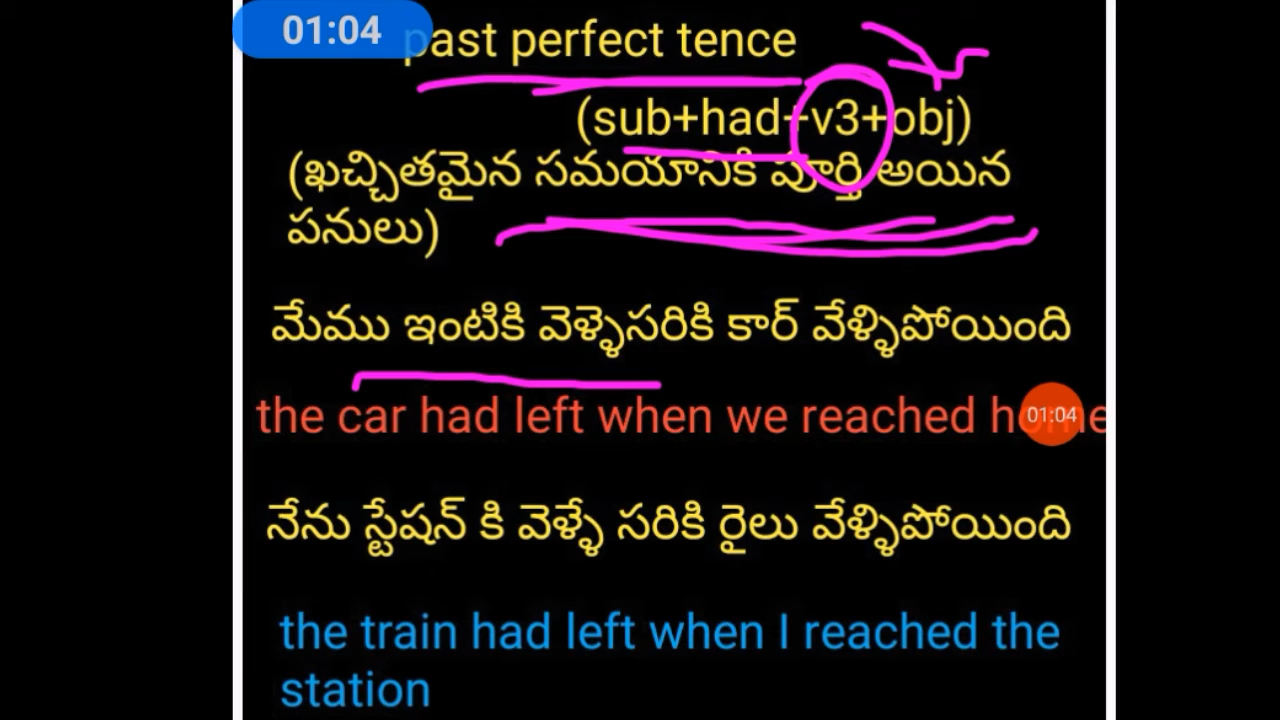 01:04
past perfect tence
(sub+had+v3+obj)
(ఖచ్చితమైన సమయానికి పూర్తి అయిన
పనులు)
మేము ఇంటికి వెళ్ళెసరికి కార్ వేళ్ళిపోయింది
the car had left when we reached home
01:04
నేను స్టేషన్ కి వెళ్ళే సరికి రైలు వేళ్ళిపోయింది
the train had left when I reached the
station